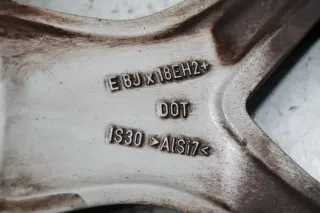 E 8J x 18EH2+
DOT
IS30 >AlSi7<